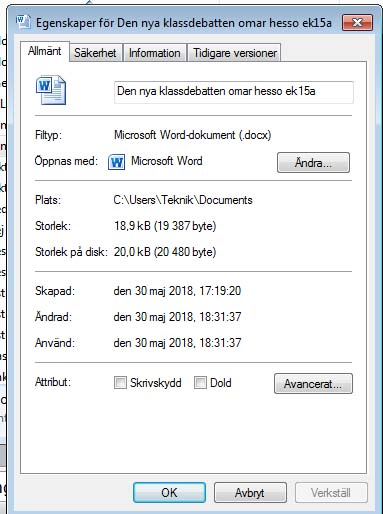 Egenskaper för Den nya klassdebatten omar hesso ek15a
Allmänt Säkerhet Information Tidigare versioner
Den nya klassdebatten omar hesso ek15a
Filtyp: Microsoft Word-dokument (.docx)
Öppnas med: Microsoft Word Ändra...
Plats: C:\Users\Teknik\Documents
Storlek: 18,9 kB (19 387 byte)
Storlek på disk: 20,0 kB (20 480 byte)
Skapad: den 30 maj 2018, 17:19:20
Ändrad: den 30 maj 2018, 18:31:37
Använd: den 30 maj 2018, 18:31:37
Attribut: Skrivskydd Dold Avancerat...
OK Avbryt Verkställ